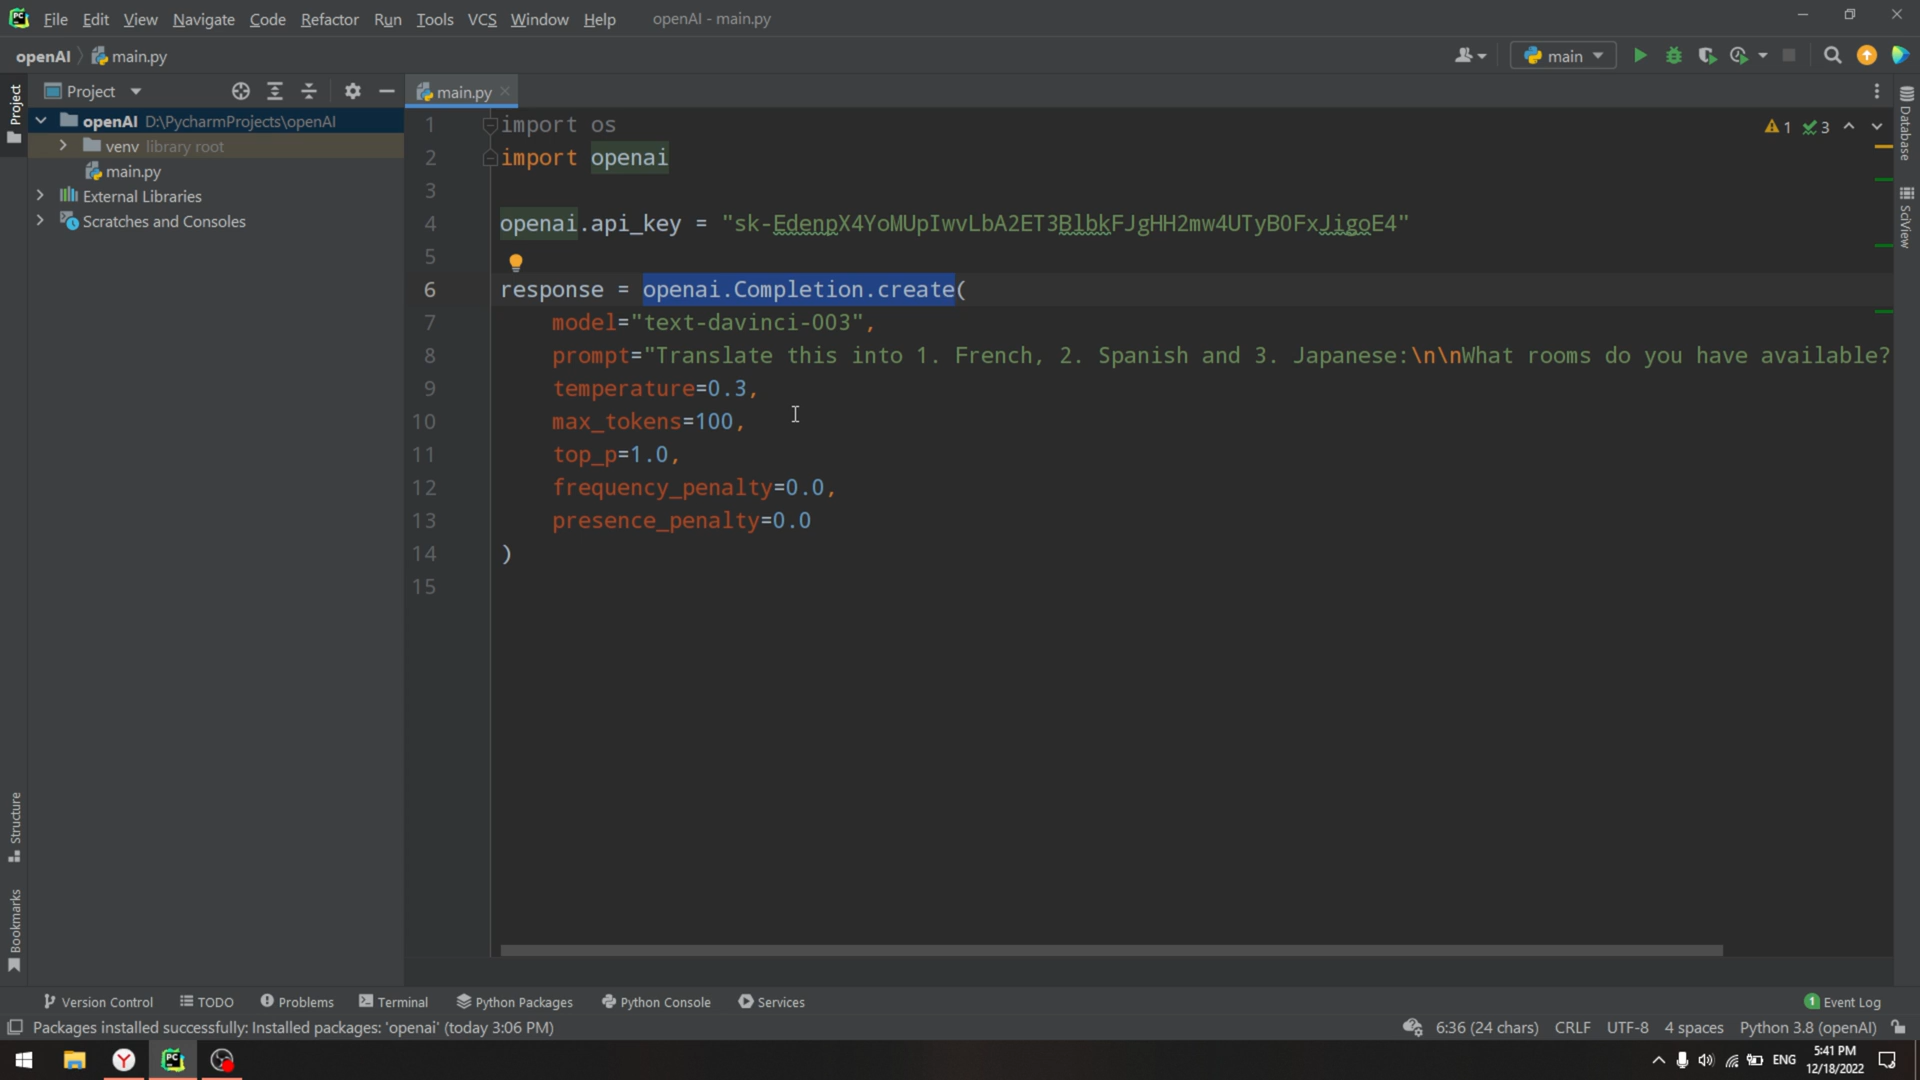 File Edit View Navigate Code Refactor Run Tools VCS Window Help openAI - main.py
openAI main.py main
Project
main.py
Project
openAI D:\PycharmProjects\openAI
venv library root
main.py
External Libraries
Scratches and Consoles
Structure
Bookmarks
1 import os
2 import openai
3
4 openai.api_key = "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"
5
6 response = openai.Completion.create(
7 model="text-davinci-003",
8 prompt="Translate this into 1. French, 2. Spanish and 3. Japanese:\n\nWhat rooms do you have available?
9 temperature=0.3,
10 max_tokens=100,
11 top_p=1.0,
12 frequency_penalty=0.0,
13 presence_penalty=0.0
14 )
15
1 3
Database
SciView
Version Control TODO Problems Terminal Python Packages Python Console Services 1 Event Log
Packages installed successfully: Installed packages: 'openai' (today 3:06 PM) 6:36 (24 chars) CRLF UTF-8 4 spaces Python 3.8 (openAI)
ENG
5:41 PM
12/18/2022